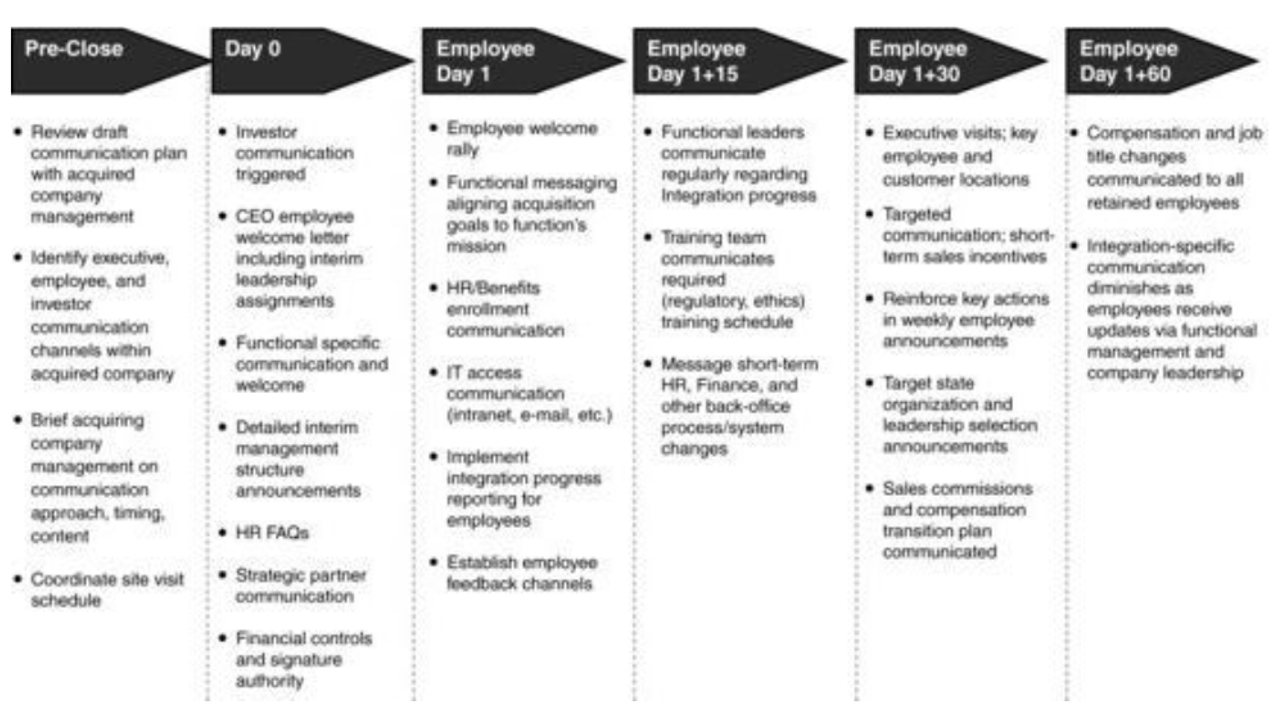 Pre-Close
• Review draft
communication plan
with acquired
company
management
• Identify executive,
employee, and
investor
communication
channels within
acquired company
• Brief acquiring
company
management on
communication
approach, timing,
content
• Coordinate site visit
schedule
Day 0
• Investor
communication
triggered
• CEO employee
welcome letter
including interim
leadership
assignments
• Functional specific
communication and
welcome
• Detailed interim
management
structure
announcements
• HR FAQs
• Strategic partner
communication
• Financial controls
and signature
authority
Employee
Day 1
• Employee welcome
rally
• Functional messaging
aligning acquisition
goals to function's
mission
• HR/Benefits
enrollment
communication
• IT access
communication
(intranet, e-mail, etc.)
• Implement
integration progress
reporting for
employees
• Establish employee
feedback channels
Employee
Day 1+15
• Functional leaders
communicate
regularly regarding
Integration progress
• Training team
communicates
required
(regulatory, ethics)
training schedule
• Message short-term
HR, Finance, and
other back-office
process/system
changes
Employee
Day 1+30
• Executive visits; key
employee and
customer locations
• Targeted
communication; short-
term sales incentives
• Reinforce key actions
in weekly employee
announcements
• Target state
organization and
leadership selection
announcements
• Sales commissions
and compensation
transition plan
communicated
Employee
Day 1+60
• Compensation and job
title changes
communicated to all
retained employees
• Integration-specific
communication
diminishes as
employees receive
updates via functional
management and
company leadership